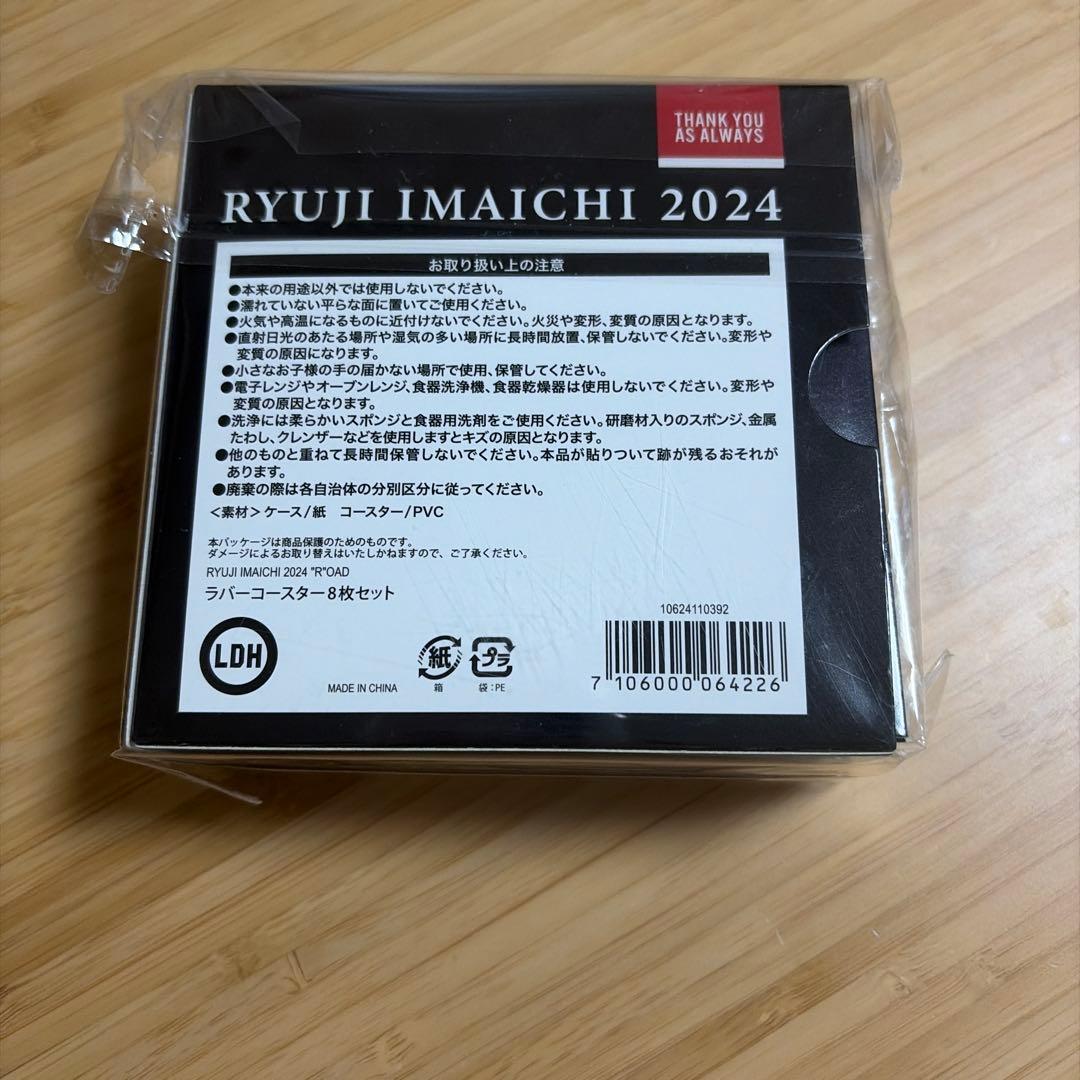 THANK YOU
AS ALWAYS
RYUJI IMAICHI 2024
お取り扱い上の注意
●本来の用途以外では使用しないでください。
●濡れていない平らな面に置いてご使用ください。
●火気や高温になるものに近付けないでください。火災や変形、変質の原因となります。
●直射日光のあたる場所や湿気の多い場所に長時間放置、保管しないでください。変形や
変質の原因になります。
●小さなお子様の手の届かない場所で使用、保管してください。
●電子レンジやオーブンレンジ、食器洗浄機、食器乾燥器は使用しないでください。変形や
変質の原因となります。
●洗浄には柔らかいスポンジと食器用洗剤をご使用ください。研磨材入りのスポンジ、金属
たわし、クレンザーなどを使用しますとキズの原因となります。
●他のものと重ねて長時間保管しないでください。本品が貼りついて跡が残るおそれが
あります。
●廃棄の際は各自治体の分別区分に従ってください。
＜素材＞ケース/紙　コースター/PVC
本パッケージは商品保護のためのものです。
ダメージによるお取り替えはいたしかねますので、ご了承ください。
RYUJI IMAICHI 2024 "R"OAD
ラバーコースター8枚セット
10624110392
LDH
紙
プラ
MADE IN CHINA
箱
袋：PE
7 106000 064226